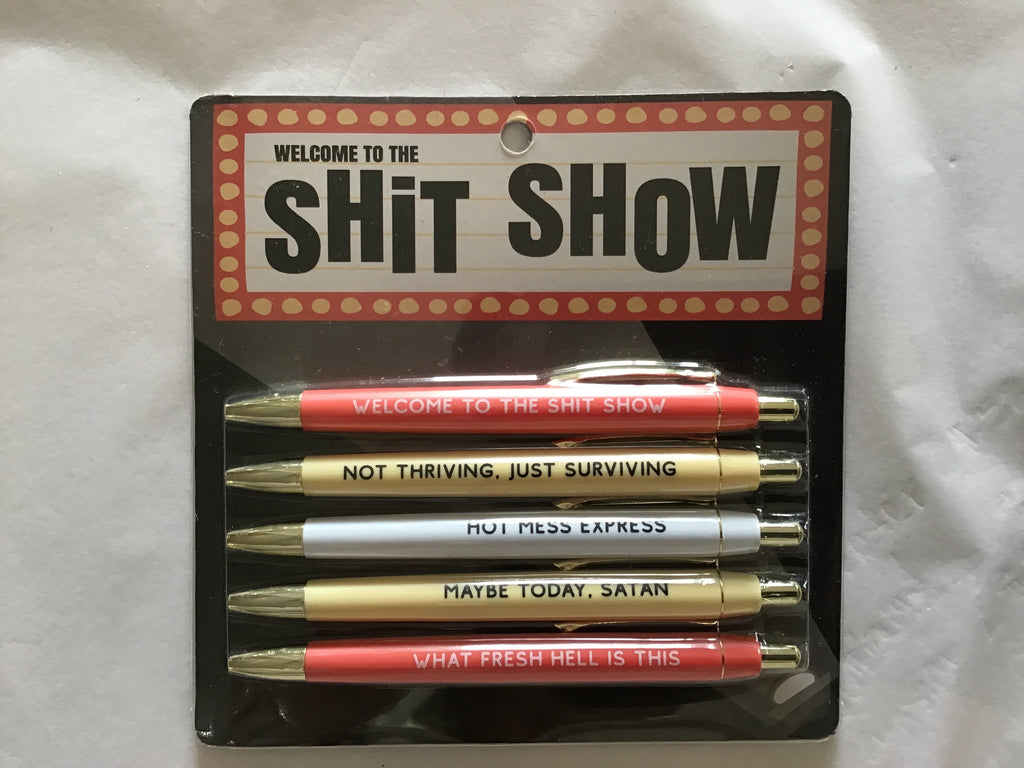 WELCOME TO THE
SHiT SHOW
WELCOME TO THE SHIT SHOW
NOT THRIVING, JUST SURVIVING
HOT MESS EXPRESS
MAYBE TODAY, SATAN
WHAT FRESH HELL IS THIS